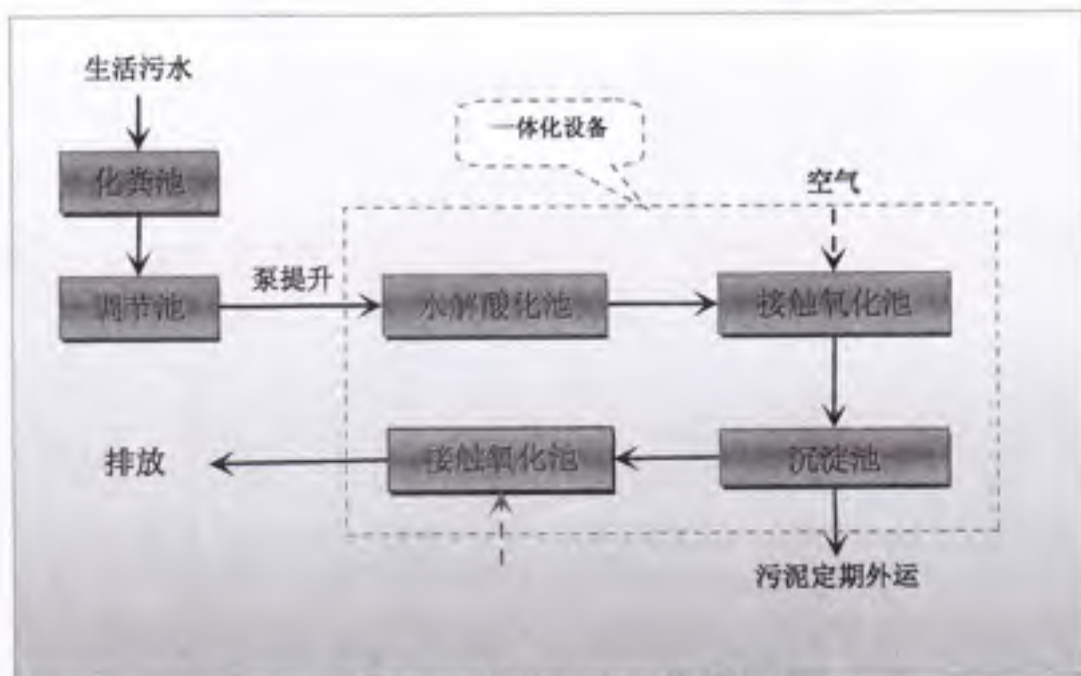 生活污水
一体化设备
化粪池
空气
调节池
泵提升
水解酸化池
接触氧化池
排放
接触氧化池
沉淀池
污泥定期外运